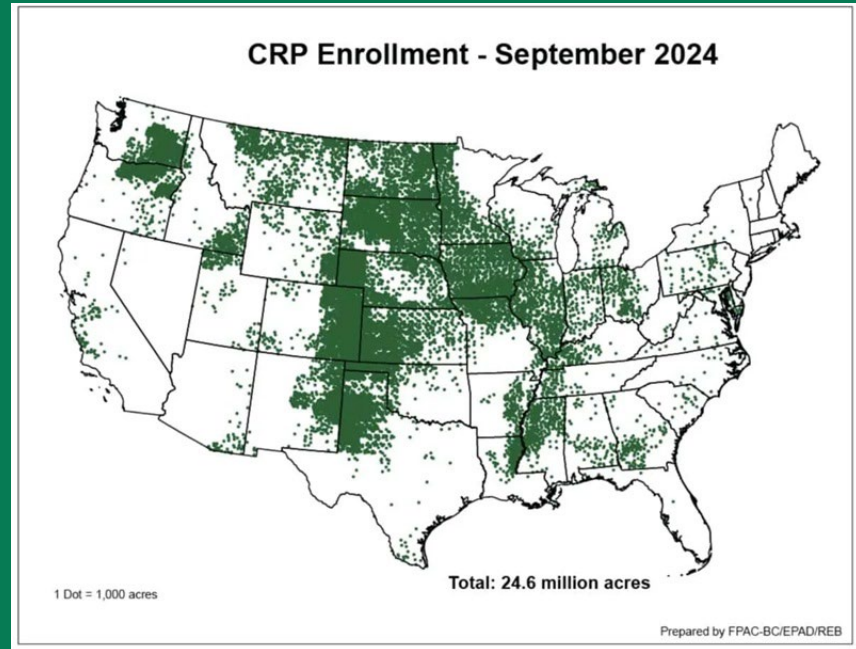 CRP Enrollment - September 2024
Total: 24.6 million acres
1 Dot = 1,000 acres
Prepared by FPAC-BC/EPAD/REB